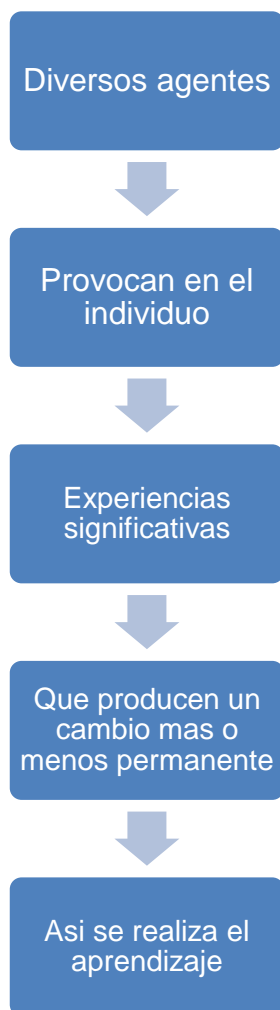 Diversos agentes
Provocan en el
individuo
Experiencias
significativas
Que producen un
cambio mas o
menos permanente
Asi se realiza el
aprendizaje